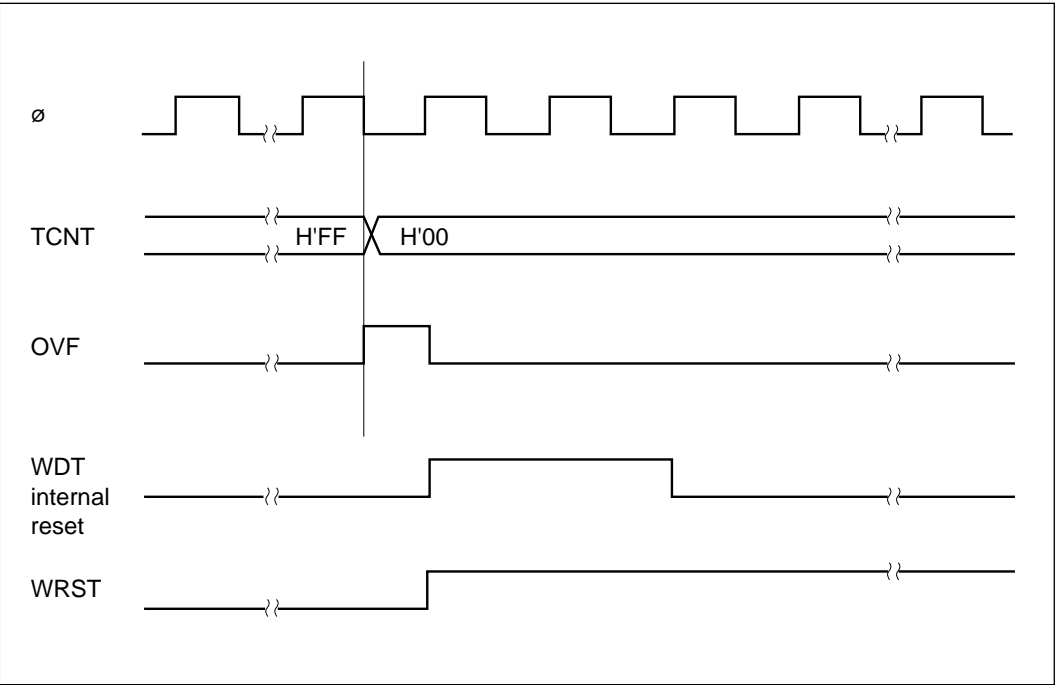 ø
TCNT
H'FF
H'00
OVF
WDT
internal
reset
WRST